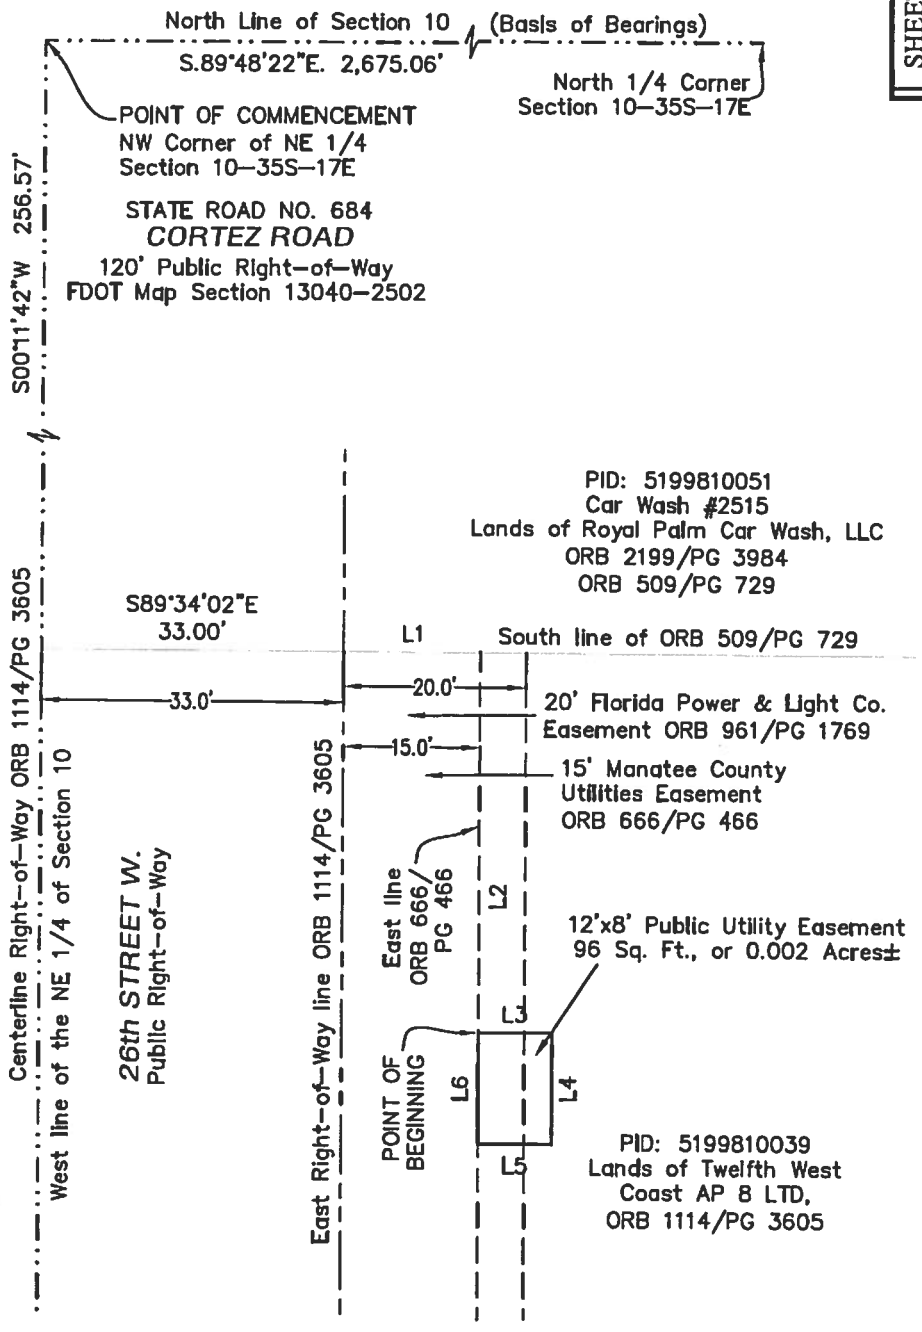 North Line of Section 10 (Basis of Bearings)
SHEE
S.89°48'22"E. 2,675.06'
North 1/4 Corner
Section 10-35S-17E
POINT OF COMMENCEMENT
NW Corner of NE 1/4
Section 10-35S-17E
S00°11'42"W 256.57'
STATE ROAD NO. 684
CORTEZ ROAD
120' Public Right-of-Way
FDOT Map Section 13040-2502
PID: 5199810051
Car Wash #2515
Lands of Royal Palm Car Wash, LLC
ORB 2199/PG 3984
ORB 509/PG 729
S89°34'02"E
33.00'
L1
South line of ORB 509/PG 729
33.0'
20.0'
20' Florida Power & Light Co.
Easement ORB 961/PG 1769
15.0'
15' Manatee County
Utilities Easement
ORB 666/PG 466
Centerline Right-of-Way ORB 1114/PG 3605
West line of the NE 1/4 of Section 10
26th STREET W.
Public Right-of-Way
East Right-of-Way line ORB 1114/PG 3605
East line
ORB 666/
PG 466
L2
12'x8' Public Utility Easement
96 Sq. Ft., or 0.002 Acres±
L3
POINT OF
BEGINNING
L6
L4
L5
PID: 5199810039
Lands of Twelfth West
Coast AP 8 LTD,
ORB 1114/PG 3605